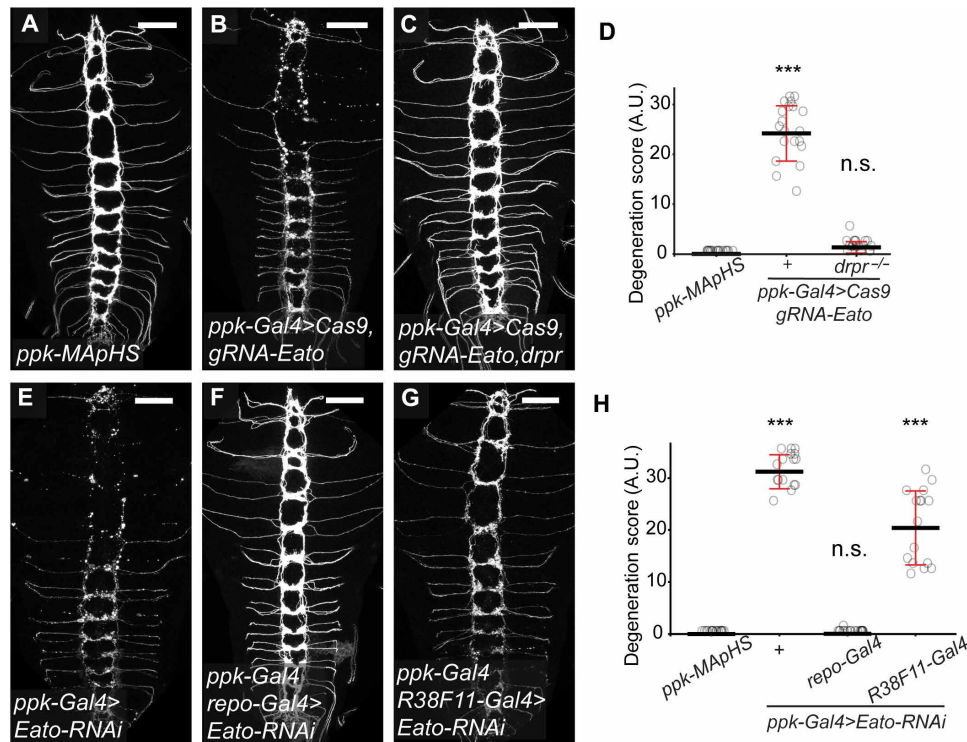 A
ppk-MApHS
B
ppk-Gal4>Cas9,
gRNA-Eato
C
ppk-Gal4>Cas9,
gRNA-Eato,drpr
D
Degeneration score (A.U.)
30
20
10
0
***
n.s.
ppk-MApHS
+
drpr -/-
ppk-Gal4>Cas9
gRNA-Eato
E
ppk-Gal4>
Eato-RNAi
F
ppk-Gal4
repo-Gal4>
Eato-RNAi
G
ppk-Gal4
R38F11-Gal4>
Eato-RNAi
H
Degeneration score (A.U.)
30
20
10
0
***
n.s.
***
ppk-MApHS
+
repo-Gal4
R38F11-Gal4
ppk-Gal4>Eato-RNAi